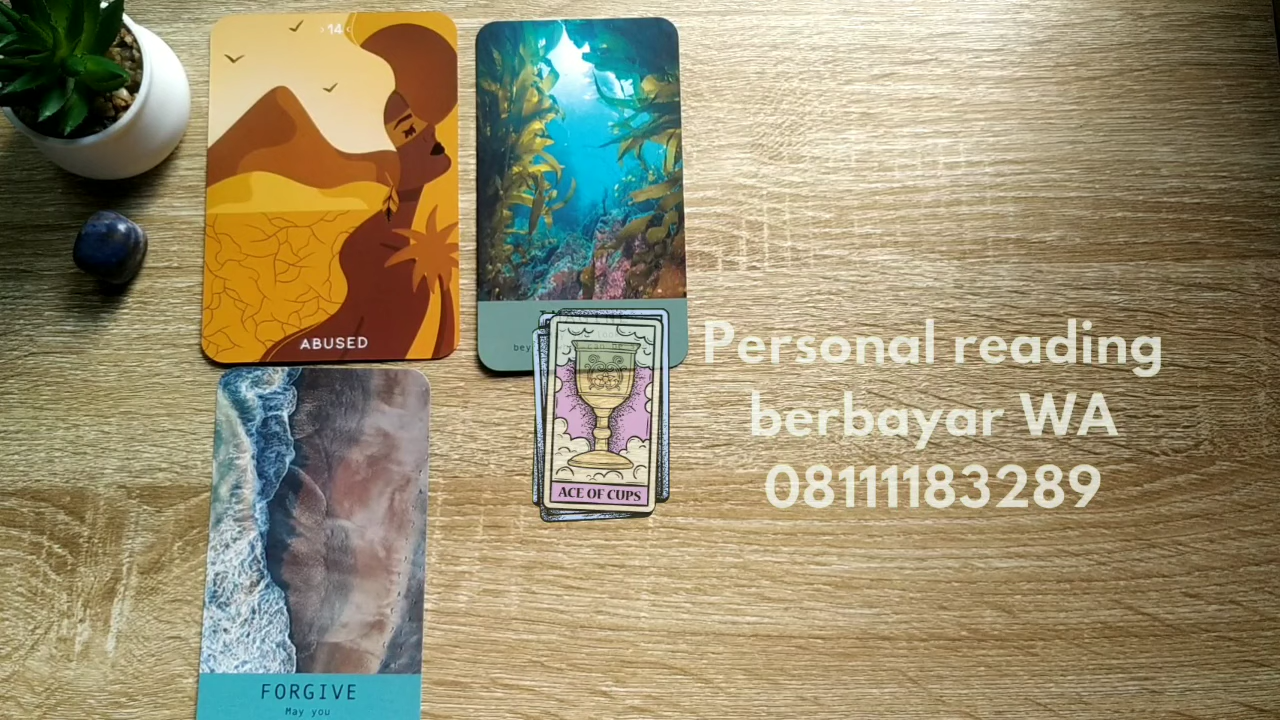 14
ABUSED
bey
ACE OF CUPS
Personal reading
berbayar WA
08111183289
FORGIVE
May you